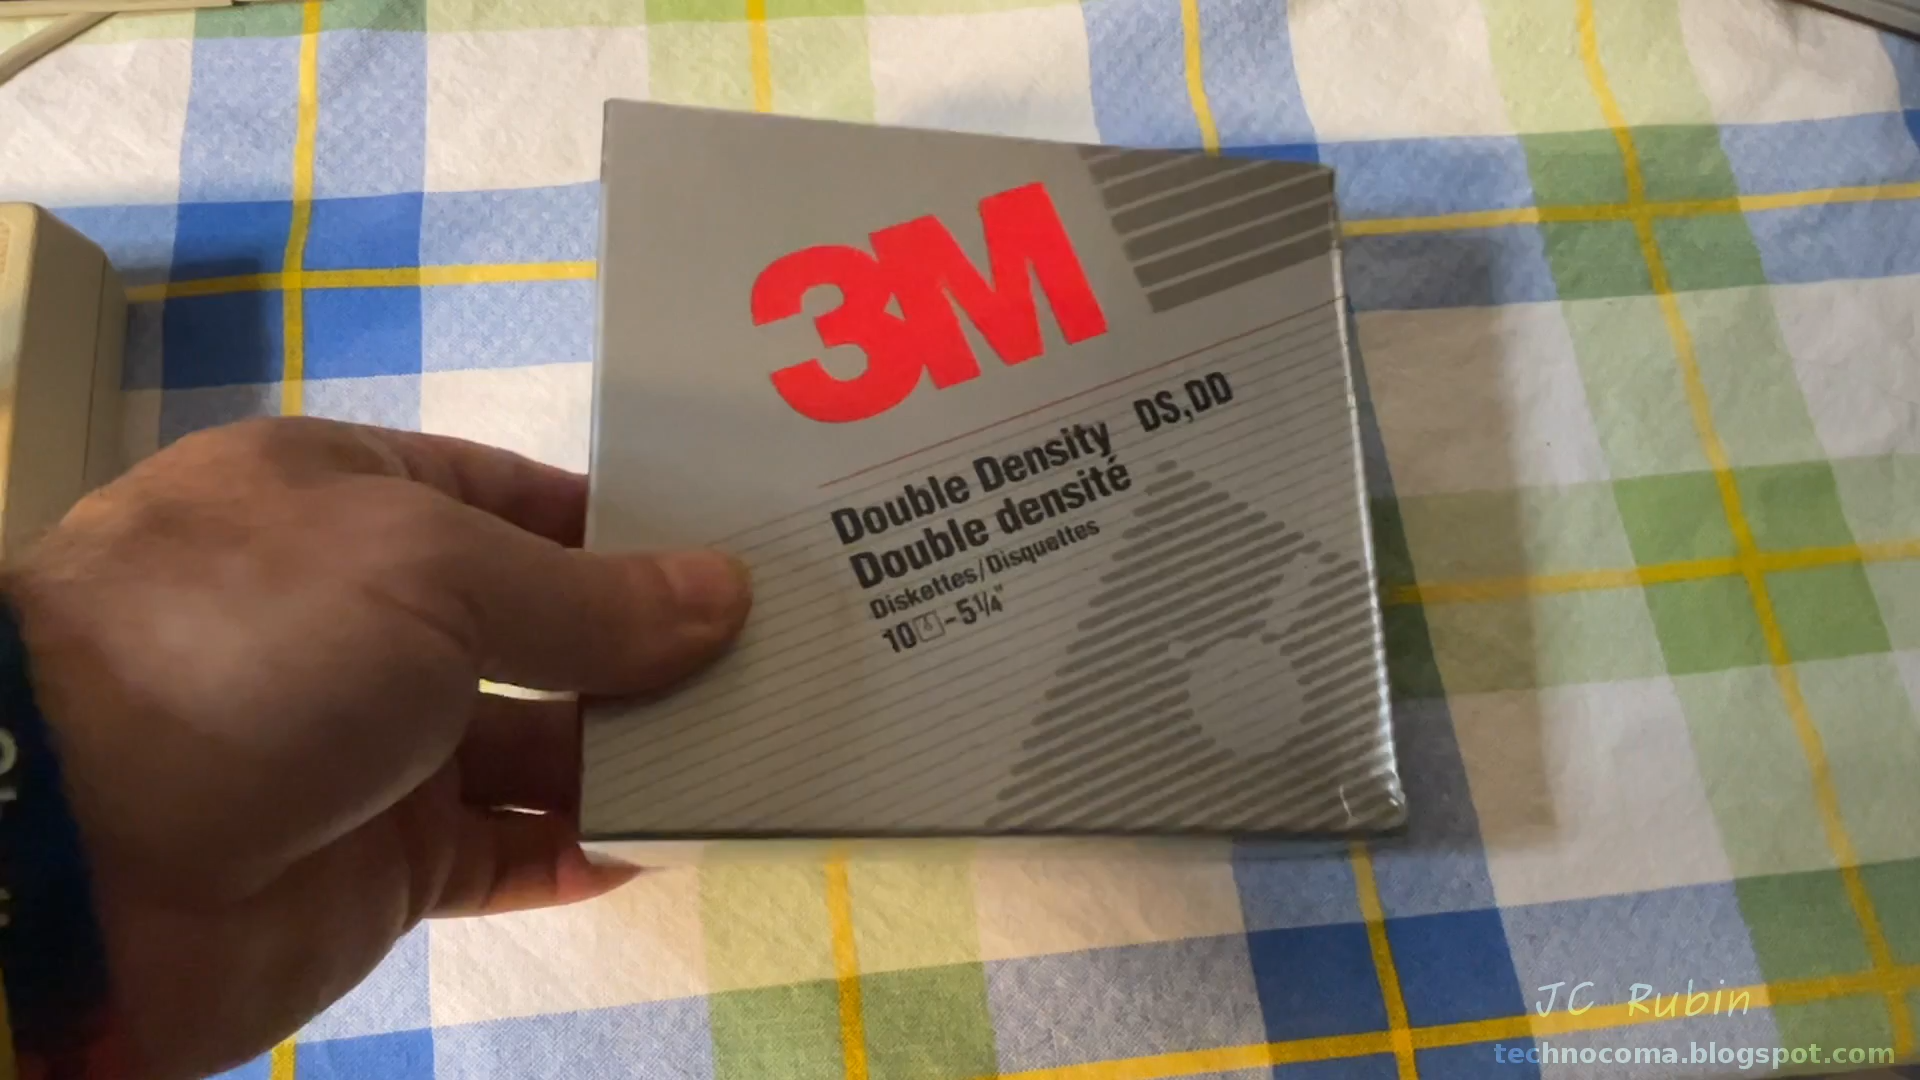 3M
Double Density DS,DD
Double densité
Diskettes/Disquettes
10 - 5¼"
JC Rubin
technocoma.blogspot.com